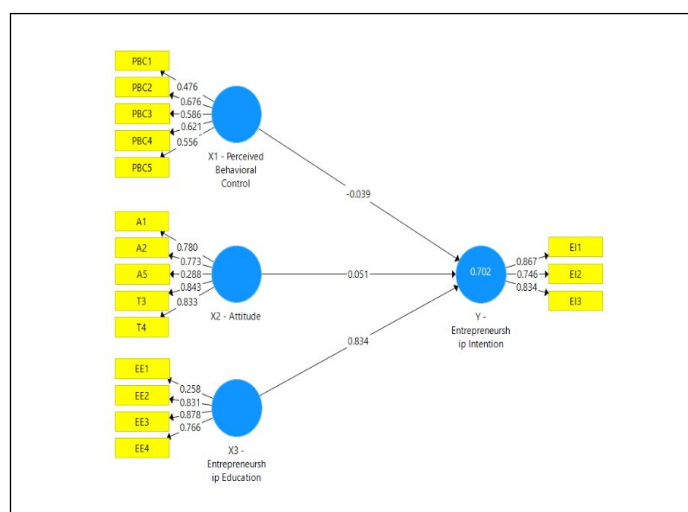 PBC1
PBC2
PBC3
PBC4
PBC5
0.476
0.676
0.586
0.621
0.556
X1 - Perceived
Behavioral
Control
-0.039
A1
A2
A5
T3
T4
0.780
0.773
0.288
0.843
0.833
X2 - Attitude
0.051
0.702
Y -
Entrepreneursh
ip Intention
0.867
0.746
0.834
EI1
EI2
EI3
0.834
EE1
EE2
EE3
EE4
0.258
0.831
0.878
0.766
X3 -
Entrepreneursh
ip Education